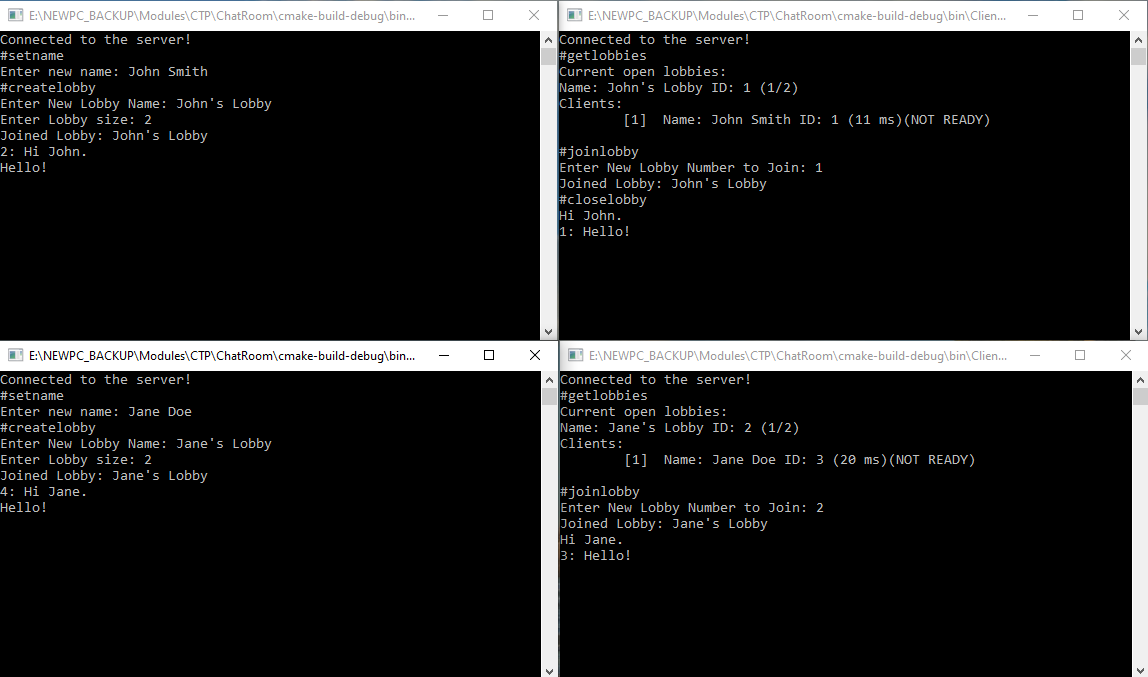 E:\NEWPC_BACKUP\Modules\CTP\ChatRoom\cmake-build-debug\bin...
Connected to the server!
#setname
Enter new name: John Smith
#createlobby
Enter New Lobby Name: John's Lobby
Enter Lobby size: 2
Joined Lobby: John's Lobby
2: Hi John.
Hello!
E:\NEWPC_BACKUP\Modules\CTP\ChatRoom\cmake-build-debug\bin\Clien...
Connected to the server!
#getlobbies
Current open lobbies:
Name: John's Lobby ID: 1 (1/2)
Clients:
[1]  Name: John Smith ID: 1 (11 ms)(NOT READY)
#joinlobby
Enter New Lobby Number to Join: 1
Joined Lobby: John's Lobby
#closelobby
Hi John.
1: Hello!
E:\NEWPC_BACKUP\Modules\CTP\ChatRoom\cmake-build-debug\bin...
Connected to the server!
#setname
Enter new name: Jane Doe
#createlobby
Enter New Lobby Name: Jane's Lobby
Enter Lobby size: 2
Joined Lobby: Jane's Lobby
4: Hi Jane.
Hello!
E:\NEWPC_BACKUP\Modules\CTP\ChatRoom\cmake-build-debug\bin\Clien...
Connected to the server!
#getlobbies
Current open lobbies:
Name: Jane's Lobby ID: 2 (1/2)
Clients:
[1]  Name: Jane Doe ID: 3 (20 ms)(NOT READY)
#joinlobby
Enter New Lobby Number to Join: 2
Joined Lobby: Jane's Lobby
Hi Jane.
3: Hello!